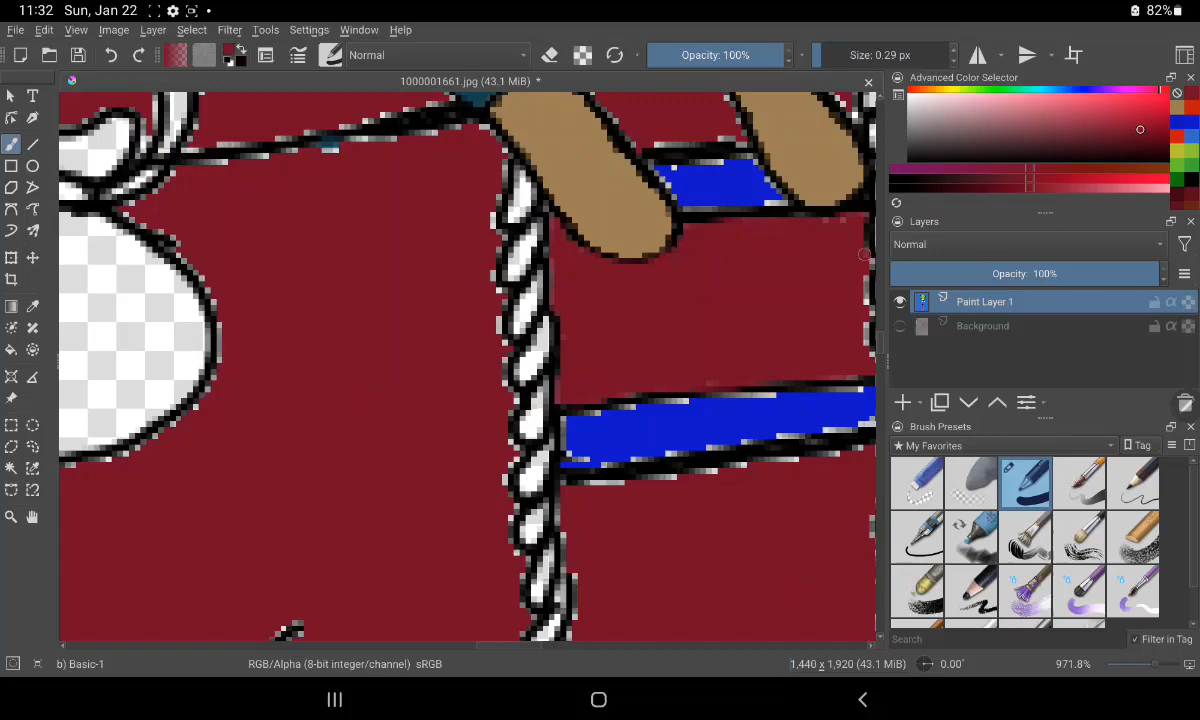 11:32 Sun, Jan 22 82%
File Edit View Image Layer Select Filter Tools Settings Window Help
Normal Opacity: 100% Size: 0.29 px
1000001661.jpg (43.1 MiB) *
Advanced Color Selector
Layers
Normal
Opacity: 100%
Paint Layer 1
Background
Brush Presets
★ My Favorites Tag
Search Filter in Tag
b) Basic-1 RGB/Alpha (8-bit integer/channel) sRGB 1,440 x 1,920 (43.1 MiB) 0.00° 971.8%